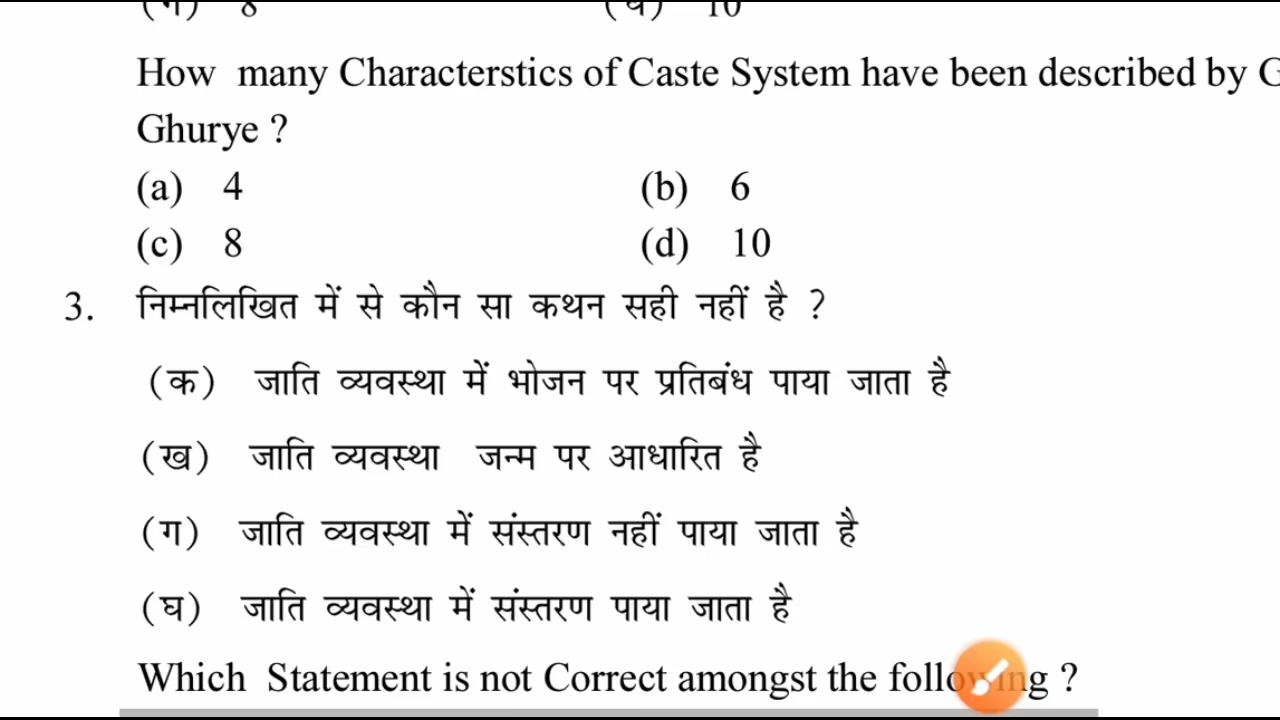 How many Characterstics of Caste System have been described by G
Ghurye ?
(a) 4 (b) 6
(c) 8 (d) 10
3. निम्नलिखित में से कौन सा कथन सही नहीं है ?
(क) जाति व्यवस्था में भोजन पर प्रतिबंध पाया जाता है
(ख) जाति व्यवस्था जन्म पर आधारित है
(ग) जाति व्यवस्था में संस्तरण नहीं पाया जाता है
(घ) जाति व्यवस्था में संस्तरण पाया जाता है
Which Statement is not Correct amongst the following ?